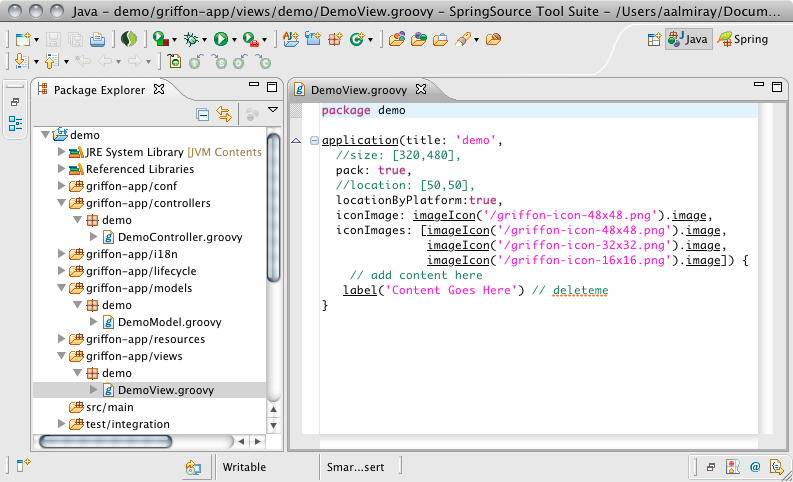 Java - demo/griffon-app/views/demo/DemoView.groovy - SpringSource Tool Suite - /Users/aalmiray/Docum...
Java
Spring
Package Explorer
demo
JRE System Library [JVM Contents
Referenced Libraries
griffon-app/conf
griffon-app/controllers
demo
DemoController.groovy
griffon-app/i18n
griffon-app/lifecycle
griffon-app/models
demo
DemoModel.groovy
griffon-app/resources
griffon-app/views
demo
DemoView.groovy
src/main
test/integration
DemoView.groovy
package demo
application(title: 'demo',
//size: [320,480],
pack: true,
//location: [50,50],
locationByPlatform:true,
iconImage: imageIcon('/griffon-icon-48x48.png').image,
iconImages: [imageIcon('/griffon-icon-48x48.png').image,
imageIcon('/griffon-icon-32x32.png').image,
imageIcon('/griffon-icon-16x16.png').image]) {
// add content here
label('Content Goes Here') // deleteme
}
Writable
Smar...sert